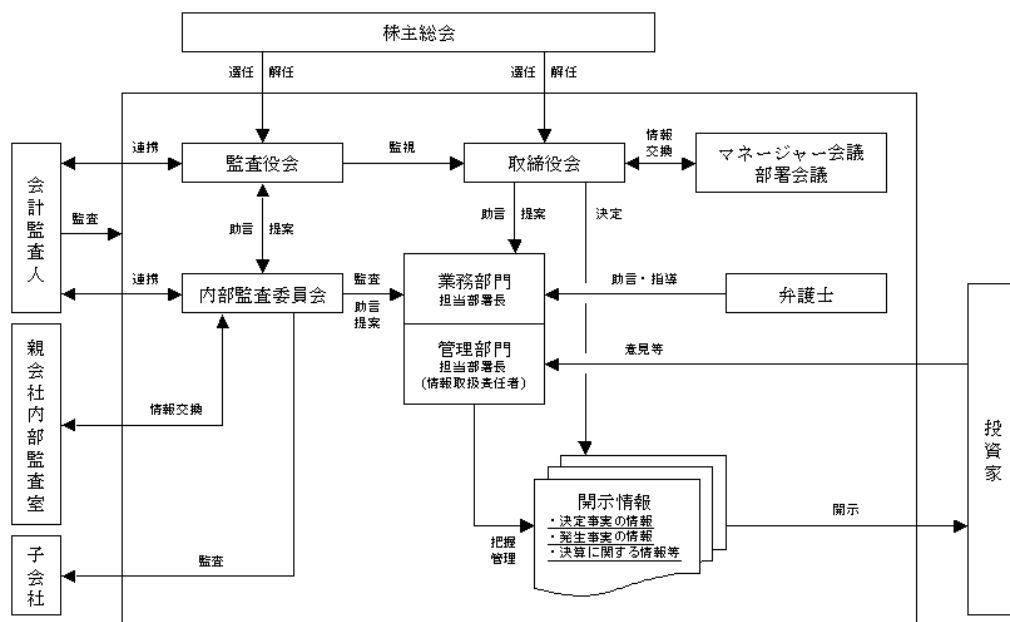 株主総会
選任 解任
選任 解任
会計監査人
連携
監査役会
監視
取締役会
情報
交換
マネージャー会議
部署会議
監査
助言 提案
助言 提案
決定
連携
内部監査委員会
監査
助言
提案
業務部門
担当部署長
助言・指導
弁護士
管理部門
担当部署長
(情報取扱責任者)
意見等
投資家
親会社内部監査室
情報交換
開示情報
・決定事実の情報
・発生事実の情報
・決算に関する情報等
把握
管理
開示
子会社
監査